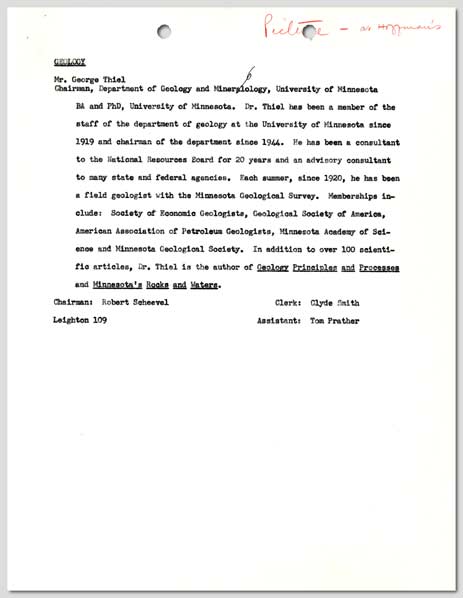 Picture - at Hoffman's
GEOLOGY
Mr. George Thiel
Chairman, Department of Geology and Minerpiology, University of Minnesota
BA and PhD, University of Minnesota. Dr. Thiel has been a member of the
staff of the department of geology at the University of Minnesota since
1919 and chairman of the department since 1944. He has been a consultant
to the National Resources Board for 20 years and an advisory consultant
to many state and federal agencies. Each summer, since 1920, he has been
a field geologist with the Minnesota Geological Survey. Memberships in-
clude: Society of Economic Geologists, Geological Society of America,
American Association of Petroleum Geologists, Minnesota Academy of Sci-
ence and Minnesota Geological Society. In addition to over 100 scienti-
fic articles, Dr. Thiel is the author of Geology Principles and Processes
and Minnesota's Rocks and Waters.
Chairman: Robert Scheevel Clerk: Clyde Smith
Leighton 109 Assistant: Tom Prather